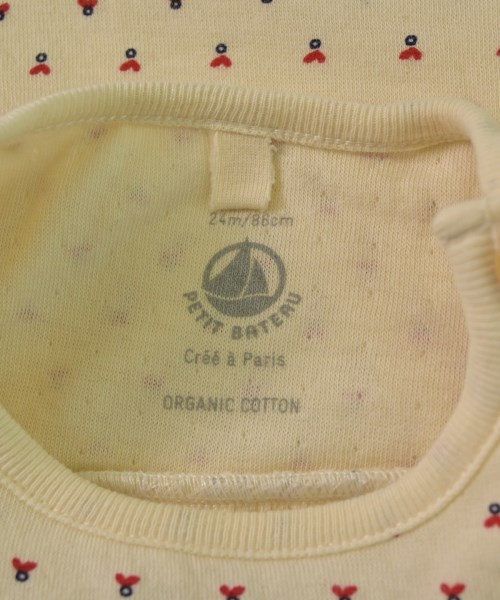 24m/86cm
PETIT BATEAU
Créé à Paris
ORGANIC COTTON